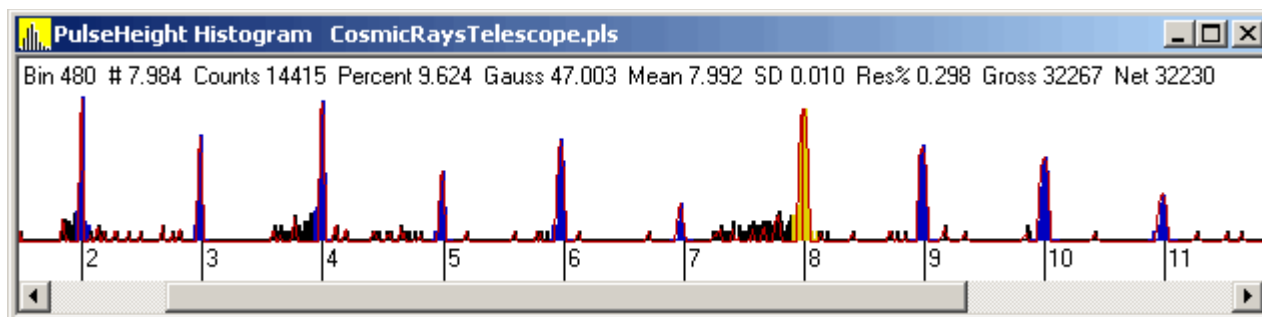 PulseHeight Histogram CosmicRaysTelescope.pls
Bin 480 # 7.984 Counts 14415 Percent 9.624 Gauss 47.003 Mean 7.992 SD 0.010 Res% 0.298 Gross 32267 Net 32230
2 3 4 5 6 7 8 9 10 11